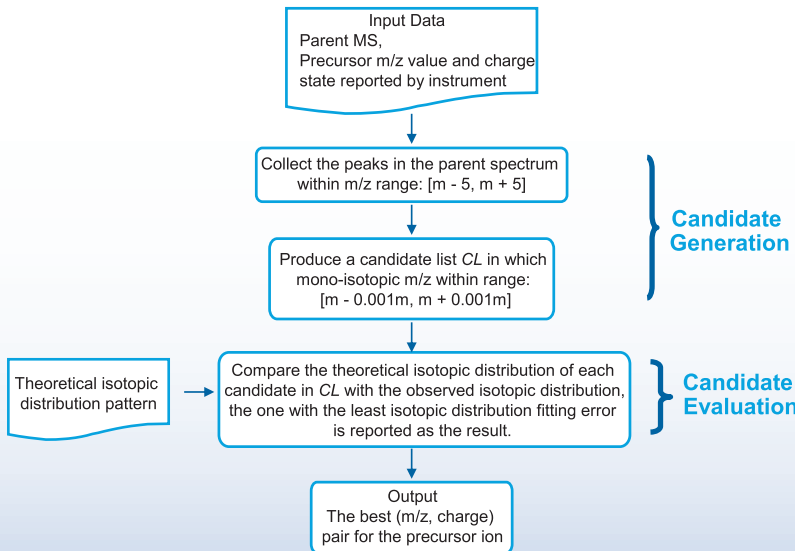 Input Data
Parent MS,
Precursor m/z value and charge
state reported by instrument
Collect the peaks in the parent spectrum
within m/z range: [m - 5, m + 5]
Candidate
Generation
Produce a candidate list CL in which
mono-isotopic m/z within range:
[m - 0.001m, m + 0.001m]
Theoretical isotopic
distribution pattern
Compare the theoretical isotopic distribution of each
candidate in CL with the observed isotopic distribution,
the one with the least isotopic distribution fitting error
is reported as the result.
Candidate
Evaluation
Output
The best (m/z, charge)
pair for the precursor ion